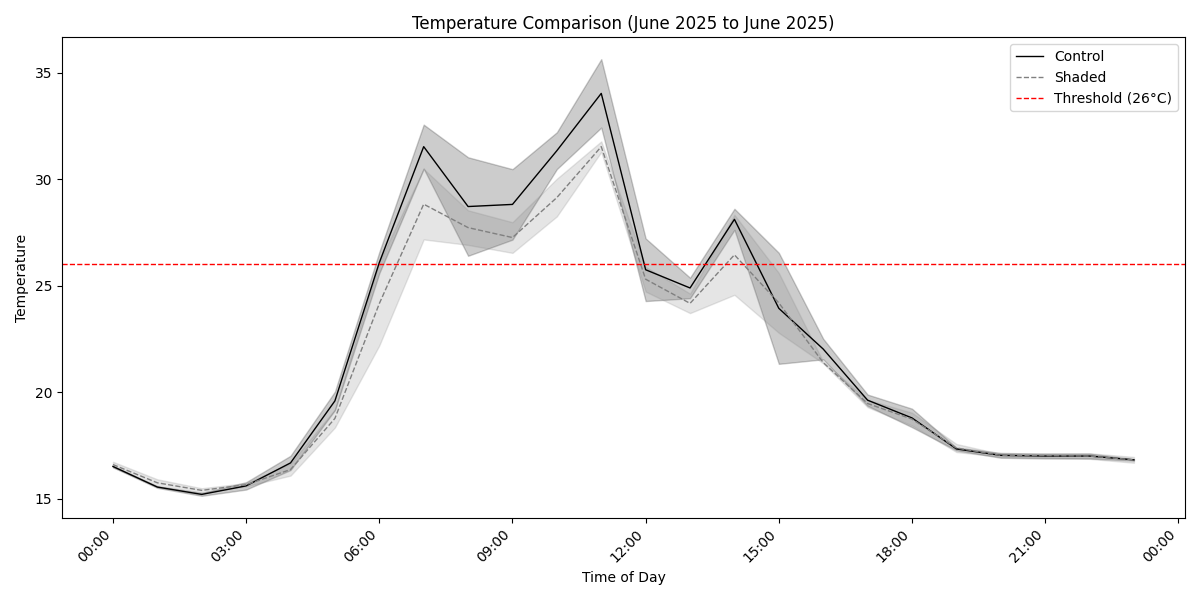 Temperature Comparison (June 2025 to June 2025)
Control
Shaded
Threshold (26°C)
Temperature
35
30
25
20
15
00:00
03:00
06:00
09:00
12:00
15:00
18:00
21:00
00:00
Time of Day